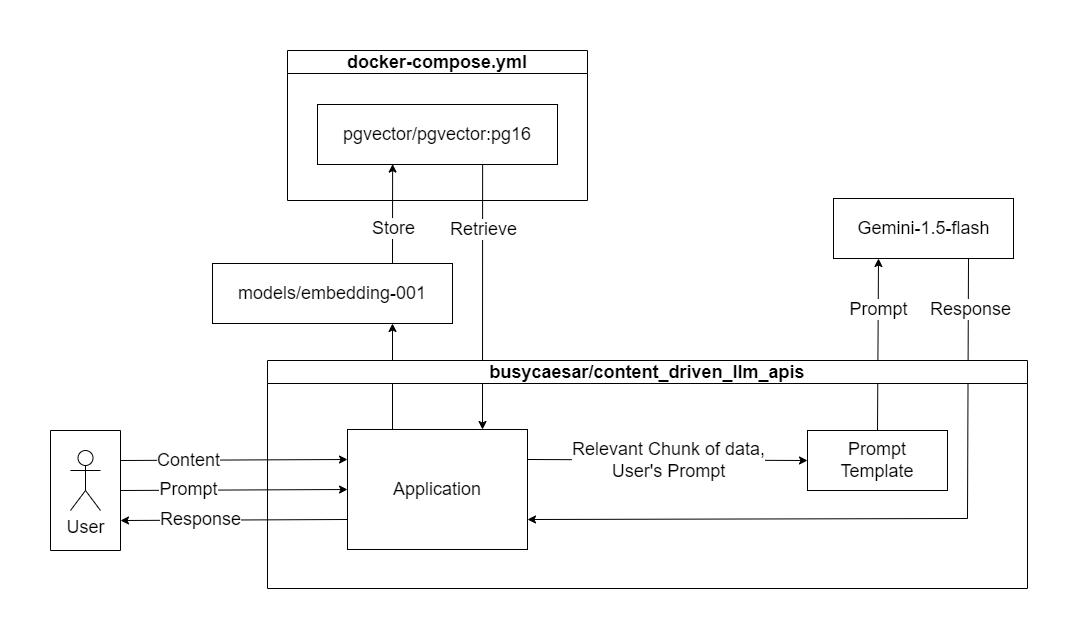 docker-compose.yml
pgvector/pgvector:pg16
Store
Retrieve
Gemini-1.5-flash
models/embedding-001
Prompt
Response
busycaesar/content_driven_llm_apis
Content
Prompt
Response
User
Application
Relevant Chunk of data,
User's Prompt
Prompt
Template